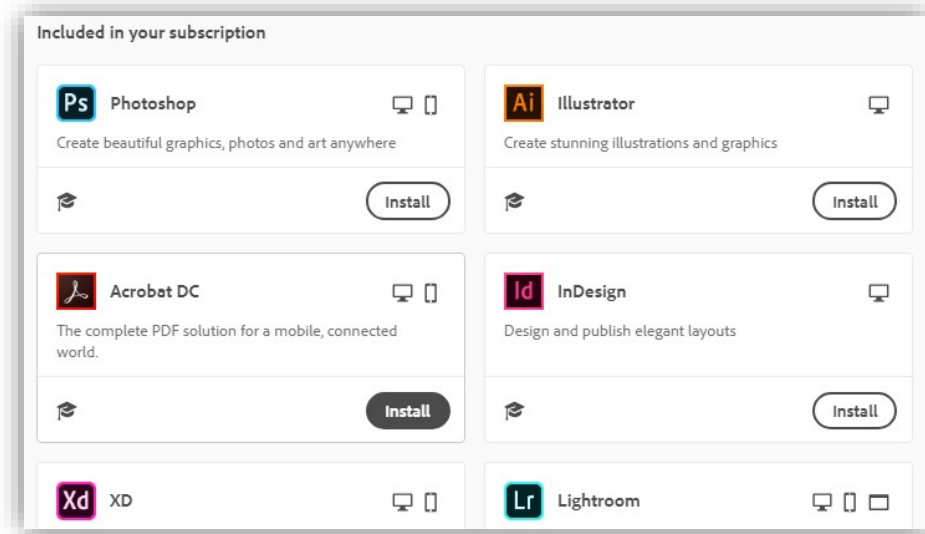 Included in your subscription
Ps Photoshop
Create beautiful graphics, photos and art anywhere
Install
Ai Illustrator
Create stunning illustrations and graphics
Install
Acrobat DC
The complete PDF solution for a mobile, connected
world.
Install
Id InDesign
Design and publish elegant layouts
Install
Xd XD
Lr Lightroom